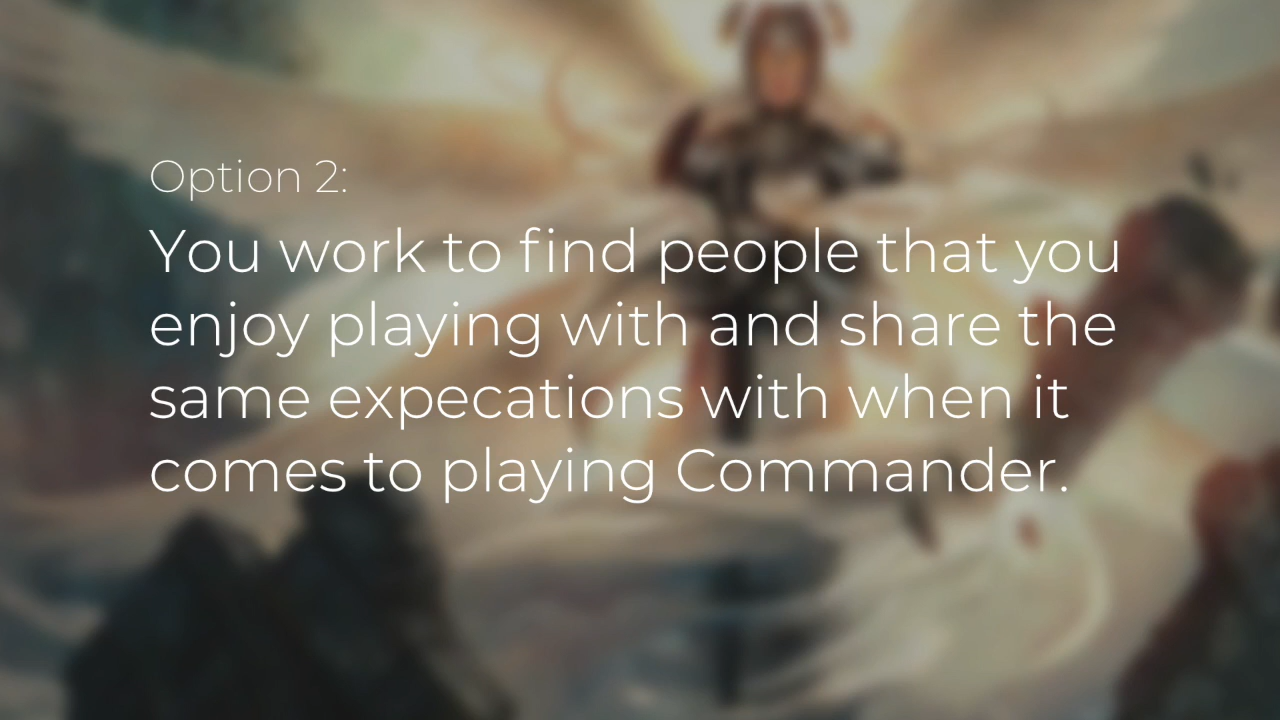 Option 2:
You work to find people that you
enjoy playing with and share the
same expecations with when it
comes to playing Commander.